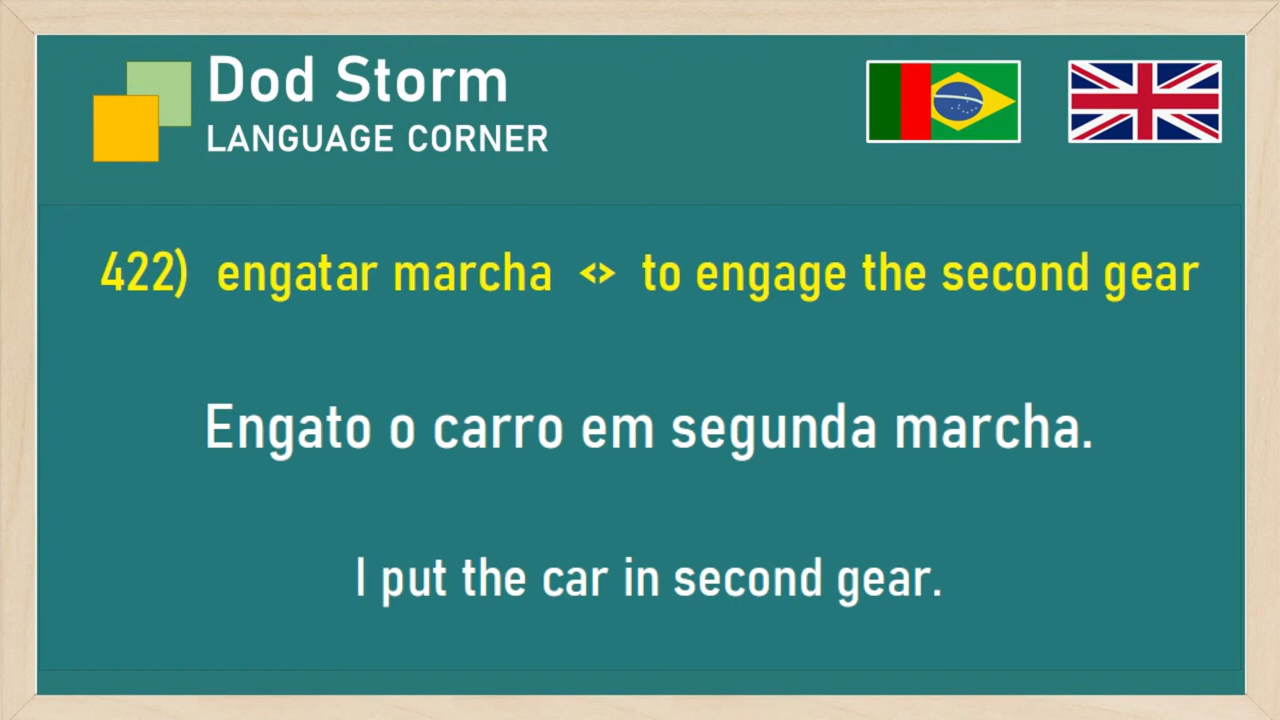 Dod Storm
LANGUAGE CORNER
422) engatar marcha <> to engage the second gear
Engato o carro em segunda marcha.
I put the car in second gear.